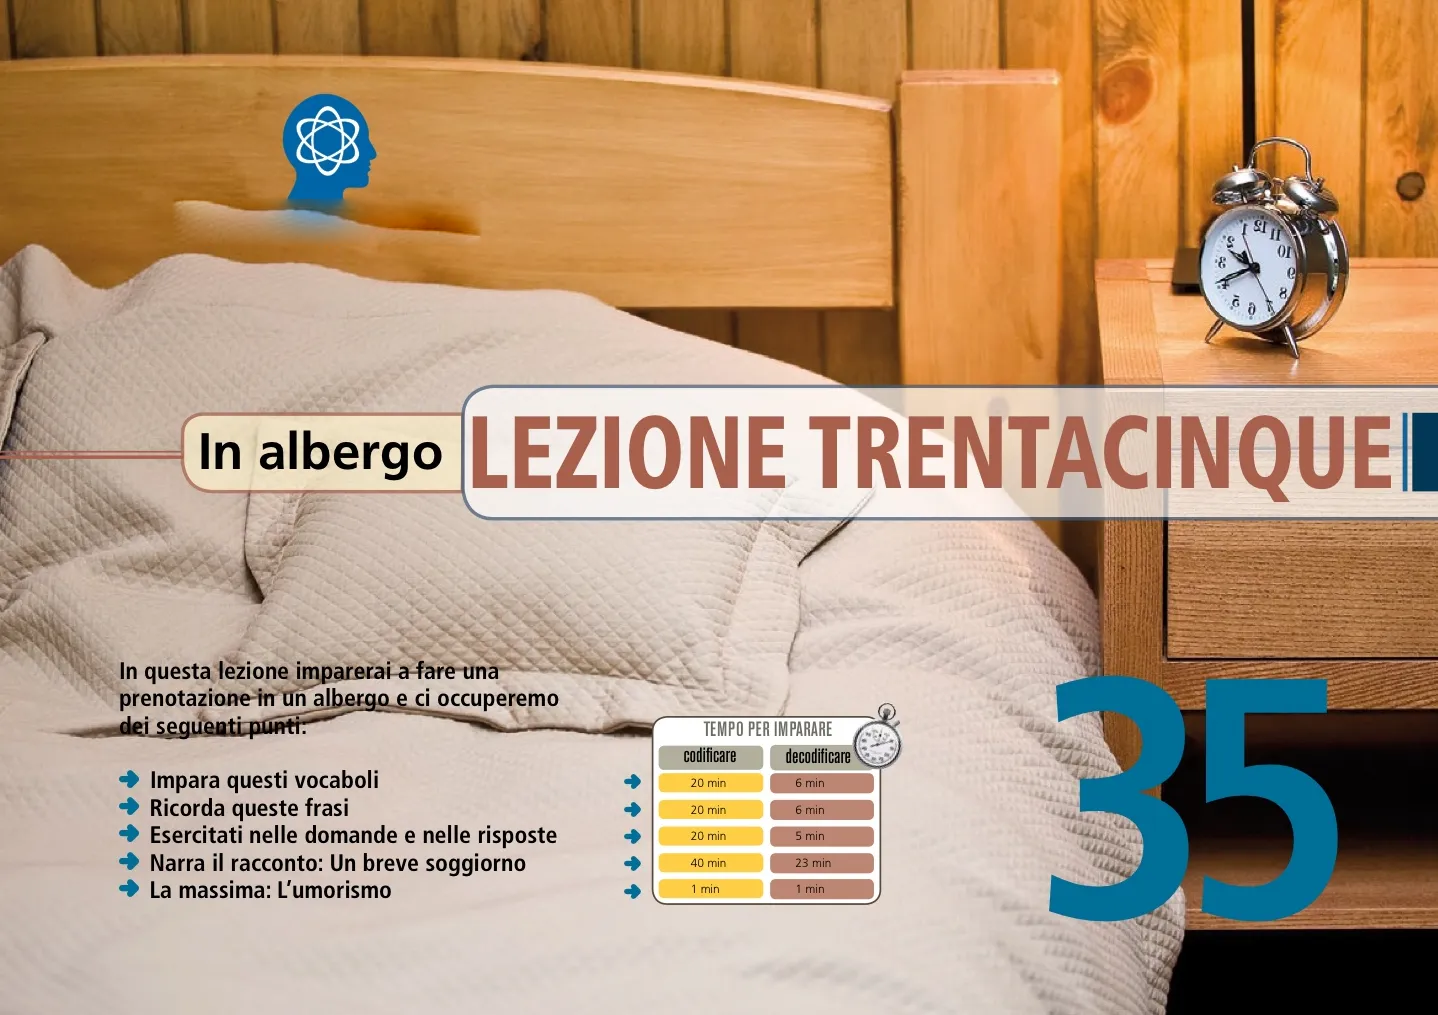 In albergo
LEZIONE TRENTACINQUE
In questa lezione imparerai a fare una
prenotazione in un albergo e ci occuperemo
dei seguenti punti:
Impara questi vocaboli
Ricorda queste frasi
Esercitati nelle domande e nelle risposte
Narra il racconto: Un breve soggiorno
La massima: L’umorismo
TEMPO PER IMPARARE
codificare decodificare
20 min 6 min
20 min 6 min
20 min 5 min
40 min 23 min
1 min 1 min
35